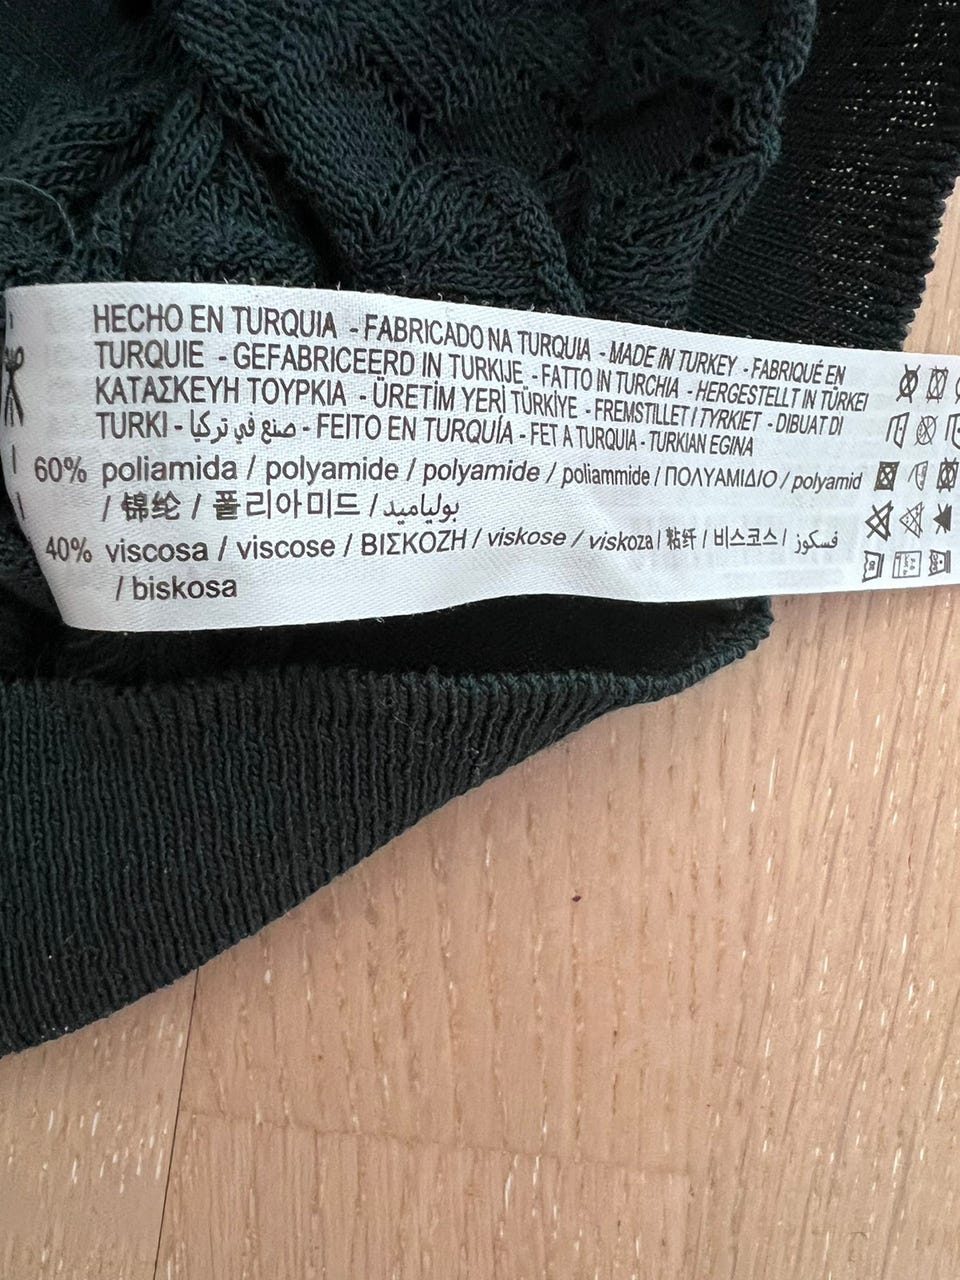 HECHO EN TURQUIA - FABRICADO NA TURQUIA - MADE IN TURKEY - FABRIQUÉ EN
TURQUIE - GEFABRICEERD IN TURKIJE - FATTO IN TURCHIA - HERGESTELLT IN TÜRKEI
ΚΑΤΑΣΚΕΥΗ ΤΟΥΡΚΙΑ - ÜRETİM YERİ TÜRKİYE - FREMSTILLET I TYRKIET - DIBUAT DI
TURKI - صنع في تركيا - FEITO EN TURQUÍA - FET A TURQUIA - TURKIAN EGINA
60% poliamida / polyamide / polyamide / poliammide / ΠΟΛΥΑΜΙΔΙΟ / polyamid
/ 锦纶 / 폴리아미드 / بولياميد
40% viscosa / viscose / ΒΙΣΚΟΖΗ / viskose / viskoza / 粘纤 / 비스코스 / فسكوز
/ biskosa